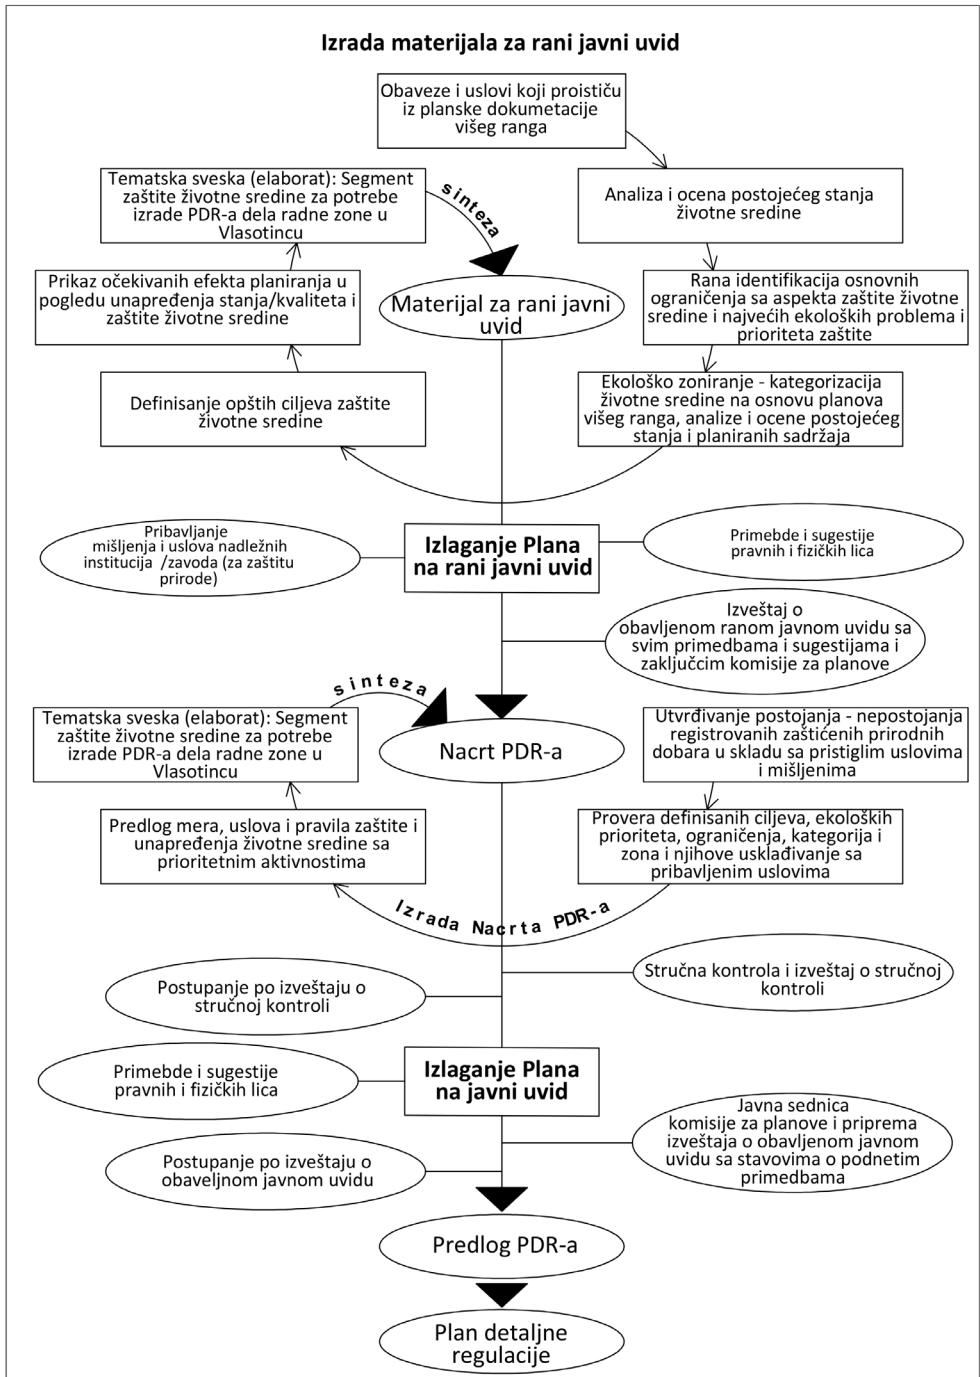 Izrada materijala za rani javni uvid
Obaveze i uslovi koji proističu
iz planske dokumetacije
višeg ranga
Tematska sveska (elaborat): Segment
zaštite životne sredine za potrebe
izrade PDR-a dela radne zone u
Vlasotincu
sinteza
Analiza i ocena postojećeg stanja
životne sredine
Prikaz očekivanih efekta planiranja u
pogledu unapređenja stanja/kvaliteta i
zaštite životne sredine
Materijal za rani javni
uvid
Rana identifikacija osnovnih
ograničenja sa aspekta zaštite životne
sredine i najvećih ekoloških problema i
prioriteta zaštite
Definisanje opštih ciljeva zaštite
životne sredine
Ekološko zoniranje - kategorizacija
životne sredine na osnovu planova
višeg ranga, analize i ocene postojećeg
stanja i planiranih sadržaja
Pribavljanje
mišljenja i uslova nadležnih
institucija /zavoda (za zaštitu
prirode)
Izlaganje Plana
na rani javni uvid
Primebde i sugestije
pravnih i fizičkih lica
Izveštaj o
obavljenom ranom javnom uvidu sa
svim primedbama i sugestijama i
zaključcim komisije za planove
sinteza
Tematska sveska (elaborat): Segment
zaštite životne sredine za potrebe
izrade PDR-a dela radne zone u
Vlasotincu
Nacrt PDR-a
Utvrđivanje postojanja - nepostojanja
registrovanih zaštićenih prirodnih
dobara u skladu sa pristiglim uslovima
i mišljenima
Predlog mera, uslova i pravila zaštite i
unapređenja životne sredine sa
prioritetnim aktivnostima
Provera definisanih ciljeva, ekoloških
prioriteta, ograničenja, kategorija i
zona i njihove usklađivanje sa
pribavljenim uslovima
Izrada Nacrta PDR-a
Postupanje po izveštaju o
stručnoj kontroli
Stručna kontrola i izveštaj o stručnoj
kontroli
Primebde i sugestije
pravnih i fizičkih lica
Izlaganje Plana
na javni uvid
Javna sednica
komisije za planove i priprema
izveštaja o obavljenom javnom
uvidu sa stavovima o podnetim
primedbama
Postupanje po izveštaju o
obaveljnom javnom uvidu
Predlog PDR-a
Plan detaljne
regulacije